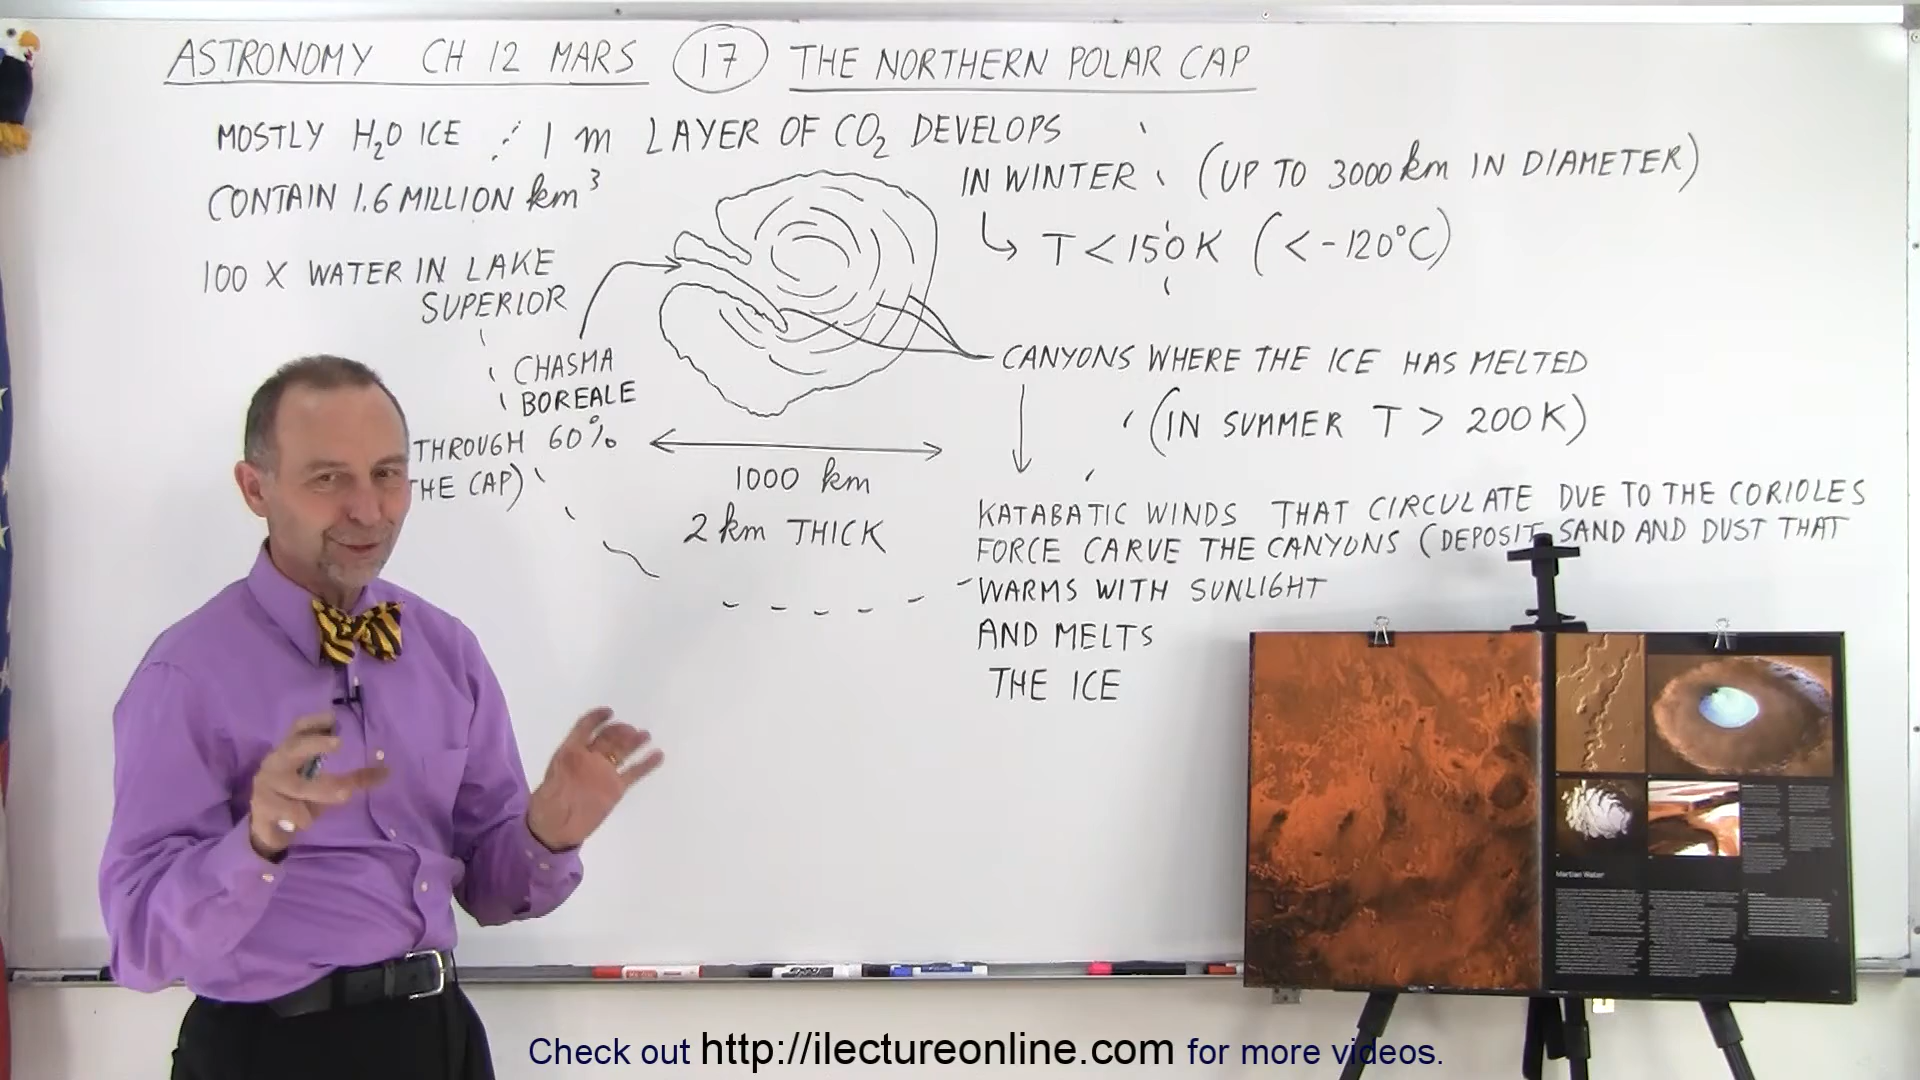 ASTRONOMY CH 12 MARS 17 THE NORTHERN POLAR CAP
MOSTLY H₂O ICE
1 m LAYER OF CO₂ DEVELOPS
IN WINTER (UP TO 3000 km IN DIAMETER)
CONTAIN 1.6 MILLION km³
T < 150 K (< -120°C)
100 X WATER IN LAKE
SUPERIOR
CHASMA
BOREALE
THROUGH 60%
THE CAP)
CANYONS WHERE THE ICE HAS MELTED
(IN SUMMER T > 200 K)
1000 km
2 km THICK
KATABATIC WINDS THAT CIRCULATE DUE TO THE CORIOLES
FORCE CARVE THE CANYONS (DEPOSIT SAND AND DUST THAT
WARMS WITH SUNLIGHT
AND MELTS
THE ICE
Martian Water
Check out http://ilectureonline.com for more videos.